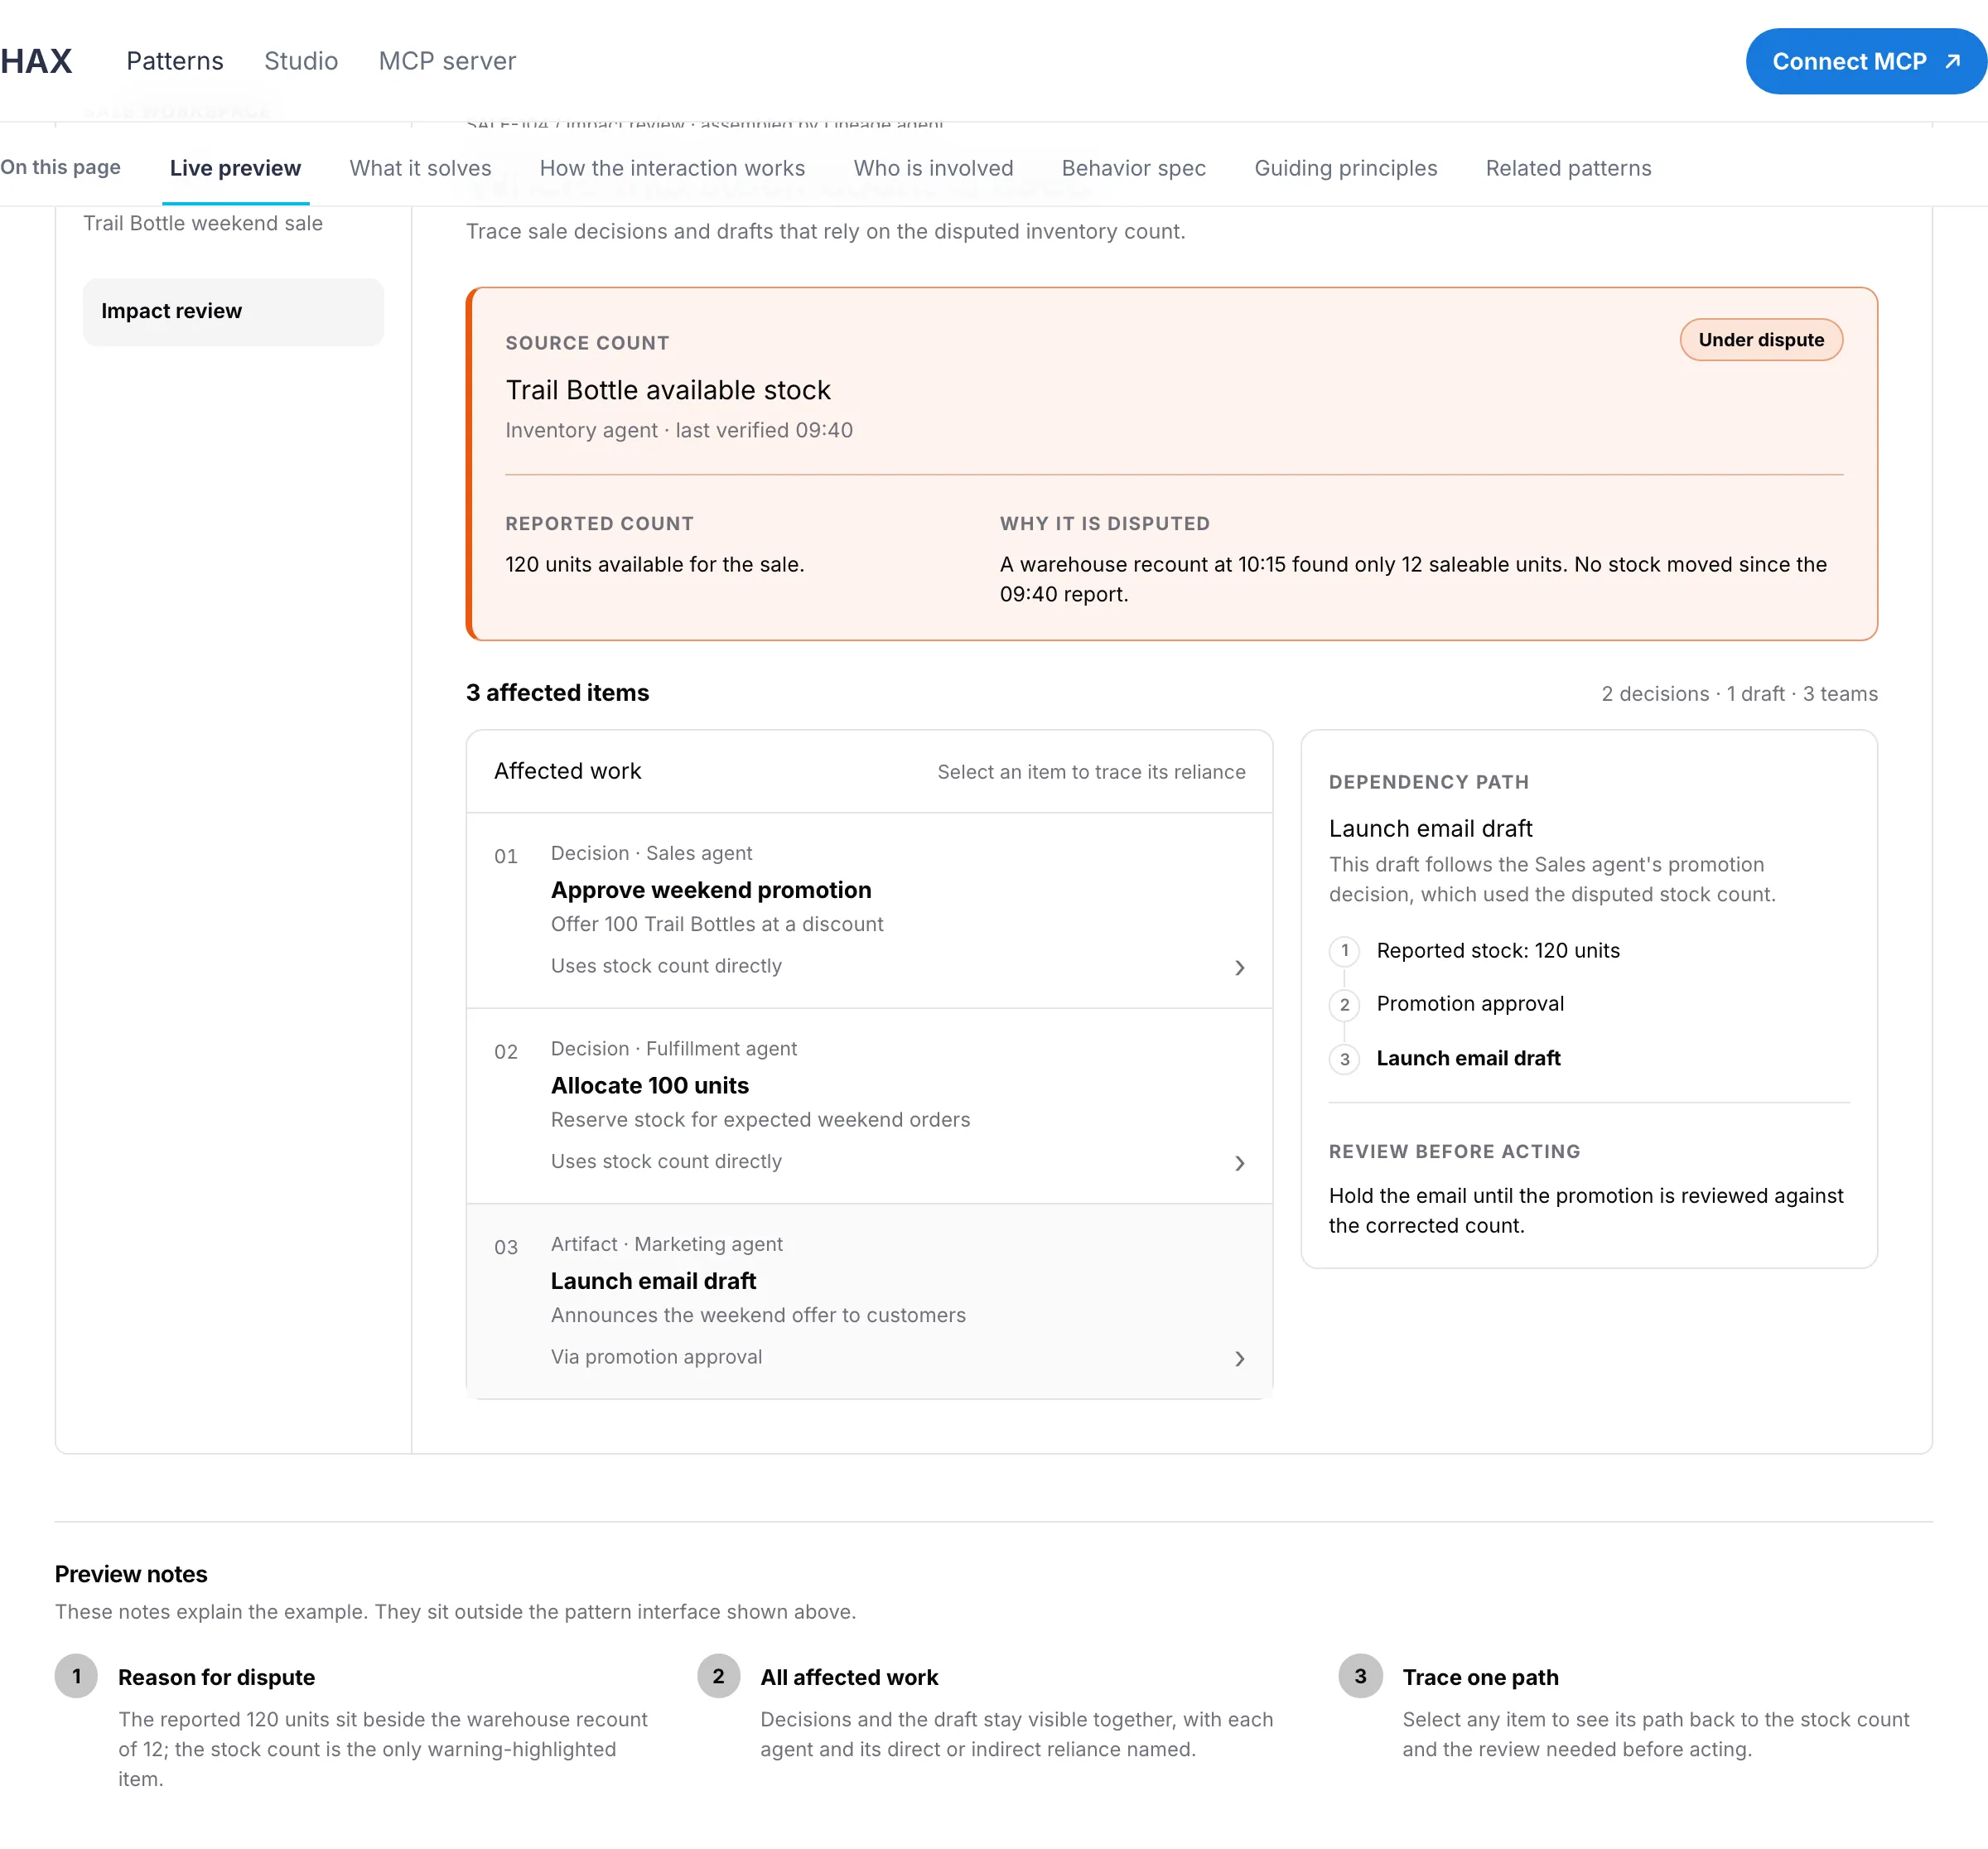 HAX
Patterns
Studio
MCP server
Connect MCP
SALE WORKSPACE
SALE-104 / Impact review · assembled by Lineage agent
On this page
Live preview
What it solves
How the interaction works
Who is involved
Behavior spec
Guiding principles
Related patterns
Trail Bottle weekend sale
Impact review
Trace sale decisions and drafts that rely on the disputed inventory count.
SOURCE COUNT
Under dispute
Trail Bottle available stock
Inventory agent · last verified 09:40
REPORTED COUNT
120 units available for the sale.
WHY IT IS DISPUTED
A warehouse recount at 10:15 found only 12 saleable units. No stock moved since the
09:40 report.
3 affected items
2 decisions · 1 draft · 3 teams
Affected work
Select an item to trace its reliance
01
Decision · Sales agent
Approve weekend promotion
Offer 100 Trail Bottles at a discount
Uses stock count directly
02
Decision · Fulfillment agent
Allocate 100 units
Reserve stock for expected weekend orders
Uses stock count directly
03
Artifact · Marketing agent
Launch email draft
Announces the weekend offer to customers
Via promotion approval
DEPENDENCY PATH
Launch email draft
This draft follows the Sales agent's promotion
decision, which used the disputed stock count.
1 Reported stock: 120 units
2 Promotion approval
3 Launch email draft
REVIEW BEFORE ACTING
Hold the email until the promotion is reviewed against
the corrected count.
Preview notes
These notes explain the example. They sit outside the pattern interface shown above.
1 Reason for dispute
The reported 120 units sit beside the warehouse recount
of 12; the stock count is the only warning-highlighted
item.
2 All affected work
Decisions and the draft stay visible together, with each
agent and its direct or indirect reliance named.
3 Trace one path
Select any item to see its path back to the stock count
and the review needed before acting.